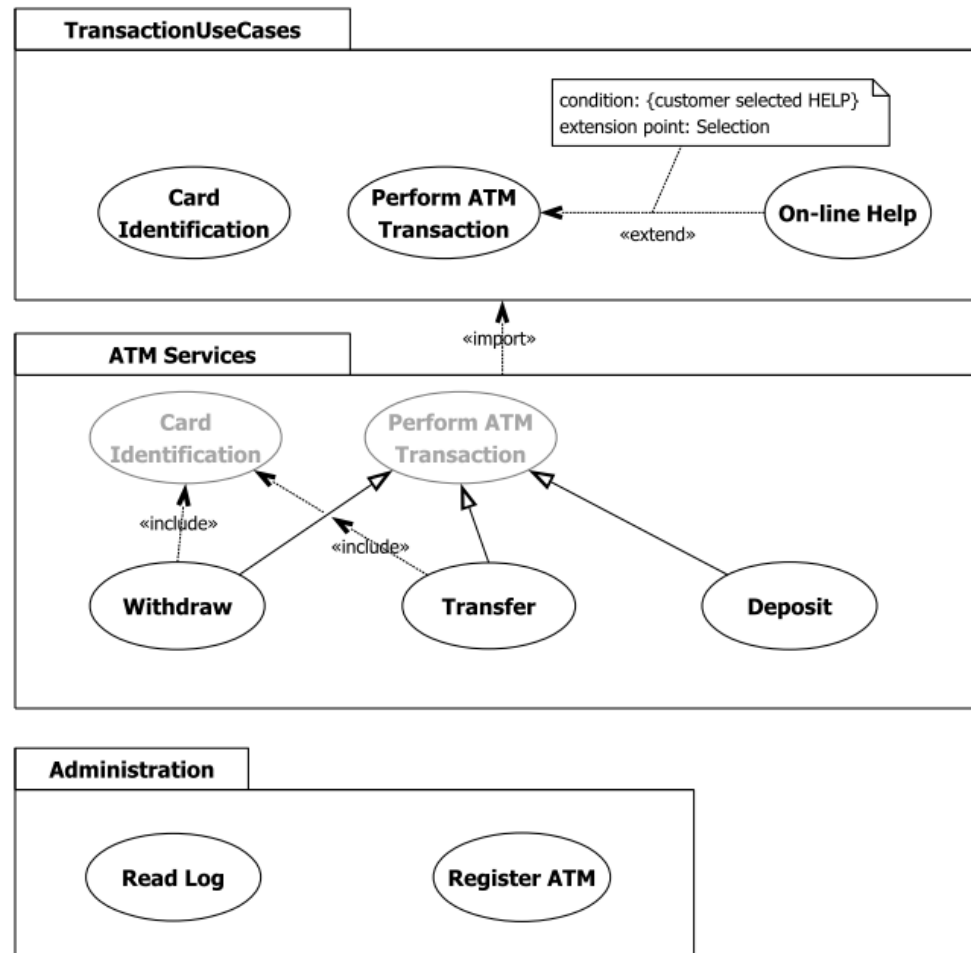 TransactionUseCases
condition: {customer selected HELP}
extension point: Selection
Card
Identification
Perform ATM
Transaction
On-line Help
«extend»
«import»
ATM Services
Card
Identification
Perform ATM
Transaction
«include»
«include»
Withdraw
Transfer
Deposit
Administration
Read Log
Register ATM